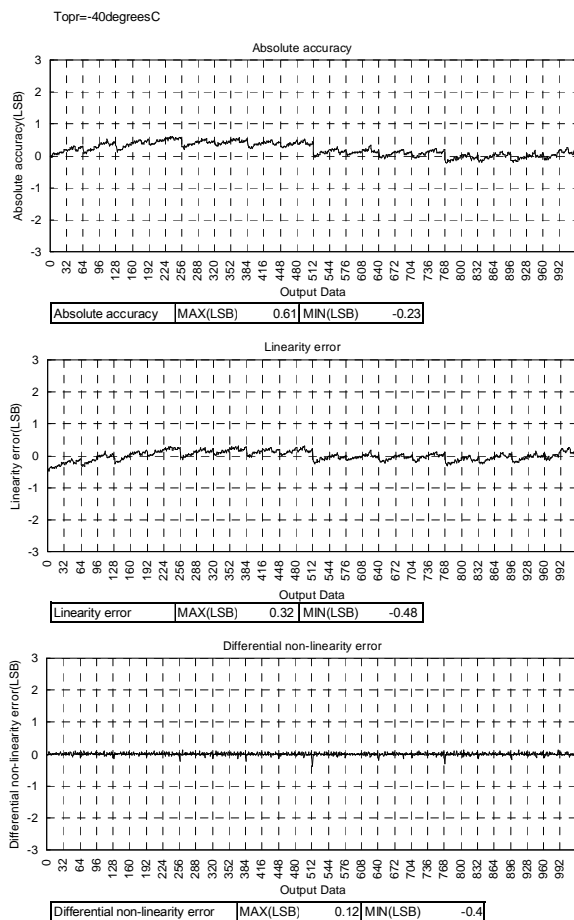 Topr=-40degreesC
Absolute accuracy
Absolute accuracy(LSB)
3
2
1
0
-1
-2
-3
0 32 64 96 128 160 192 224 256 288 320 352 384 416 448 480 512 544 576 608 640 672 704 736 768 800 832 864 896 928 960 992
Output Data
Absolute accuracy MAX(LSB) 0.61 MIN(LSB) -0.23
Linearity error
Linearity error(LSB)
3
2
1
0
-1
-2
-3
0 32 64 96 128 160 192 224 256 288 320 352 384 416 448 480 512 544 576 608 640 672 704 736 768 800 832 864 896 928 960 992
Output Data
Linearity error MAX(LSB) 0.32 MIN(LSB) -0.48
Differential non-linearity error
Differential non-linearity error(LSB)
3
2
1
0
-1
-2
-3
0 32 64 96 128 160 192 224 256 288 320 352 384 416 448 480 512 544 576 608 640 672 704 736 768 800 832 864 896 928 960 992
Output Data
Differential non-linearity error MAX(LSB) 0.12 MIN(LSB) -0.4